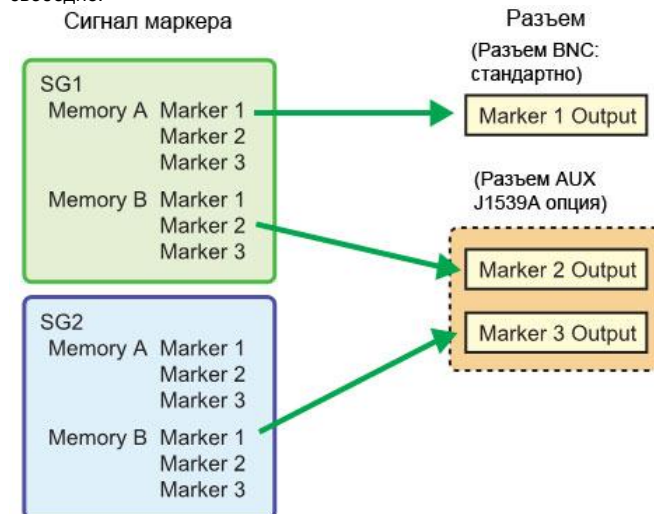 Сигнал маркера
SG1
Memory A Marker 1
Marker 2
Marker 3
Memory B Marker 1
Marker 2
Marker 3
SG2
Memory A Marker 1
Marker 2
Marker 3
Memory B Marker 1
Marker 2
Marker 3
Разъем
(Разъем BNC:
стандартно)
Marker 1 Output
(Разъем AUX
J1539A опция)
Marker 2 Output
Marker 3 Output